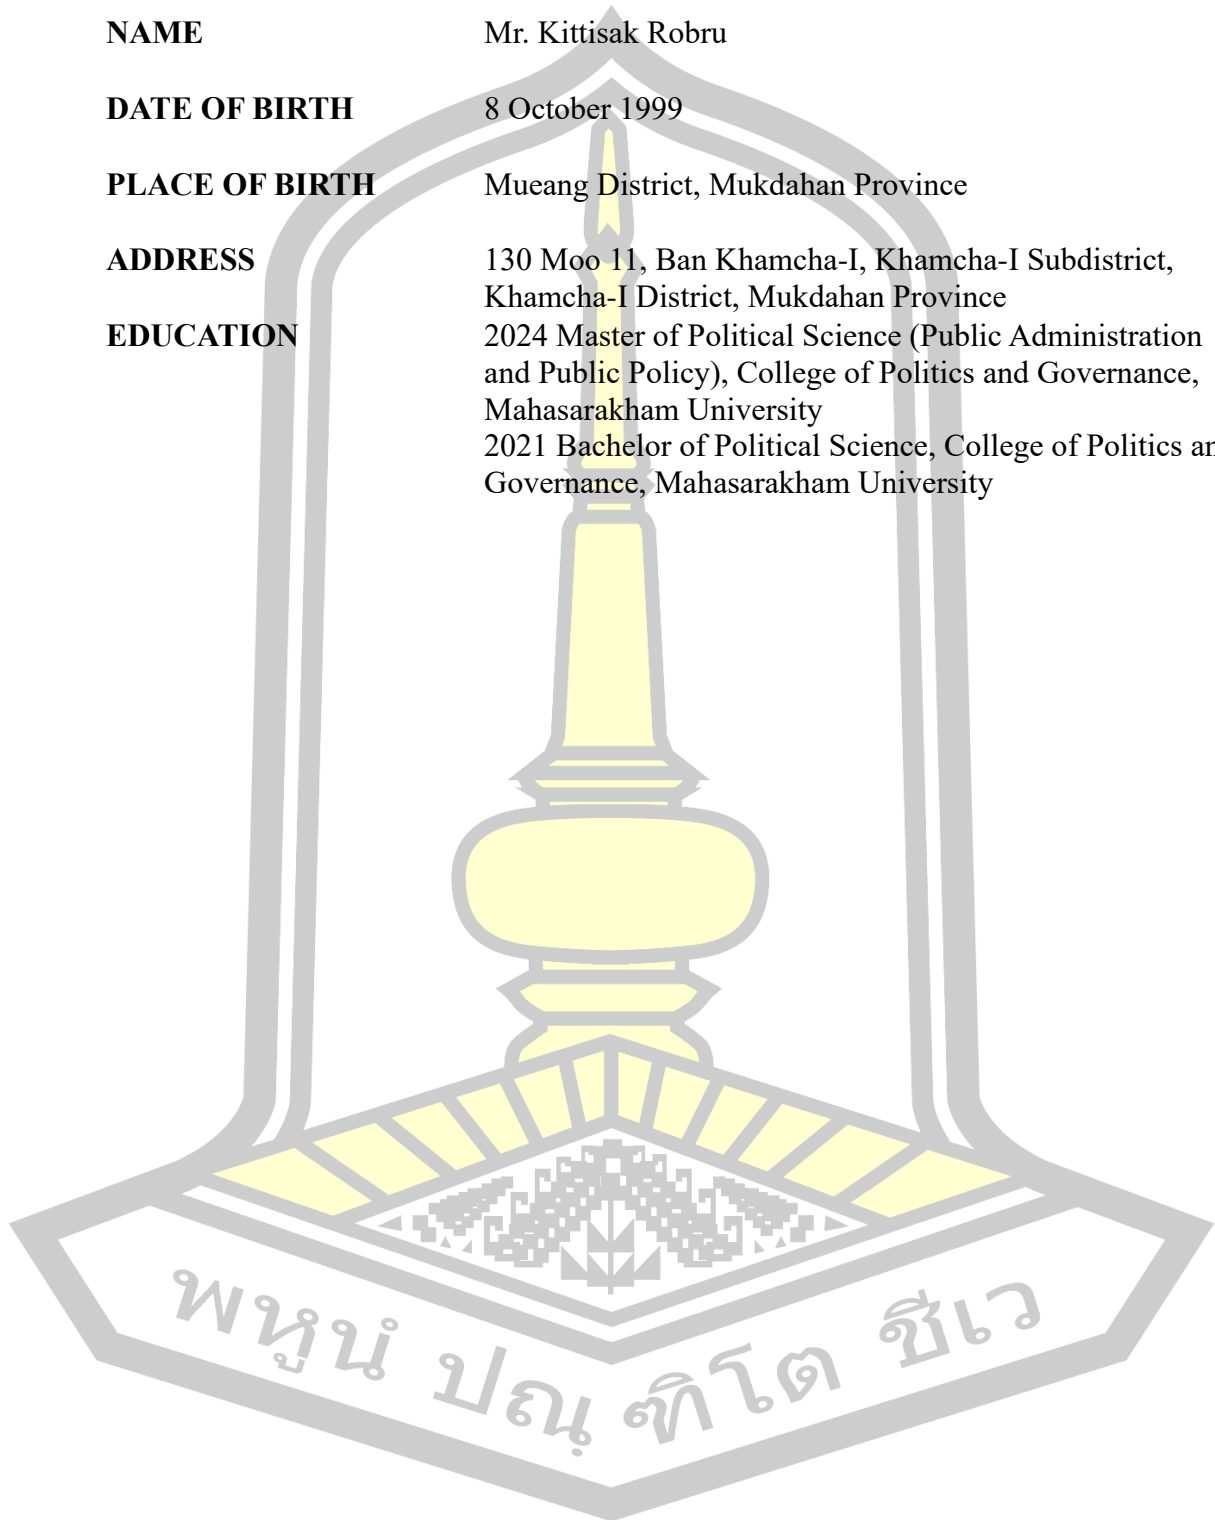 NAME Mr. Kittisak Robru
DATE OF BIRTH 8 October 1999
PLACE OF BIRTH Mueang District, Mukdahan Province
ADDRESS 130 Moo 11, Ban Khamcha-I, Khamcha-I Subdistrict,
Khamcha-I District, Mukdahan Province
EDUCATION 2024 Master of Political Science (Public Administration
and Public Policy), College of Politics and Governance,
Mahasarakham University
2021 Bachelor of Political Science, College of Politics an
Governance, Mahasarakham University
พหูนํ ปณฺฑิโต ชีเว